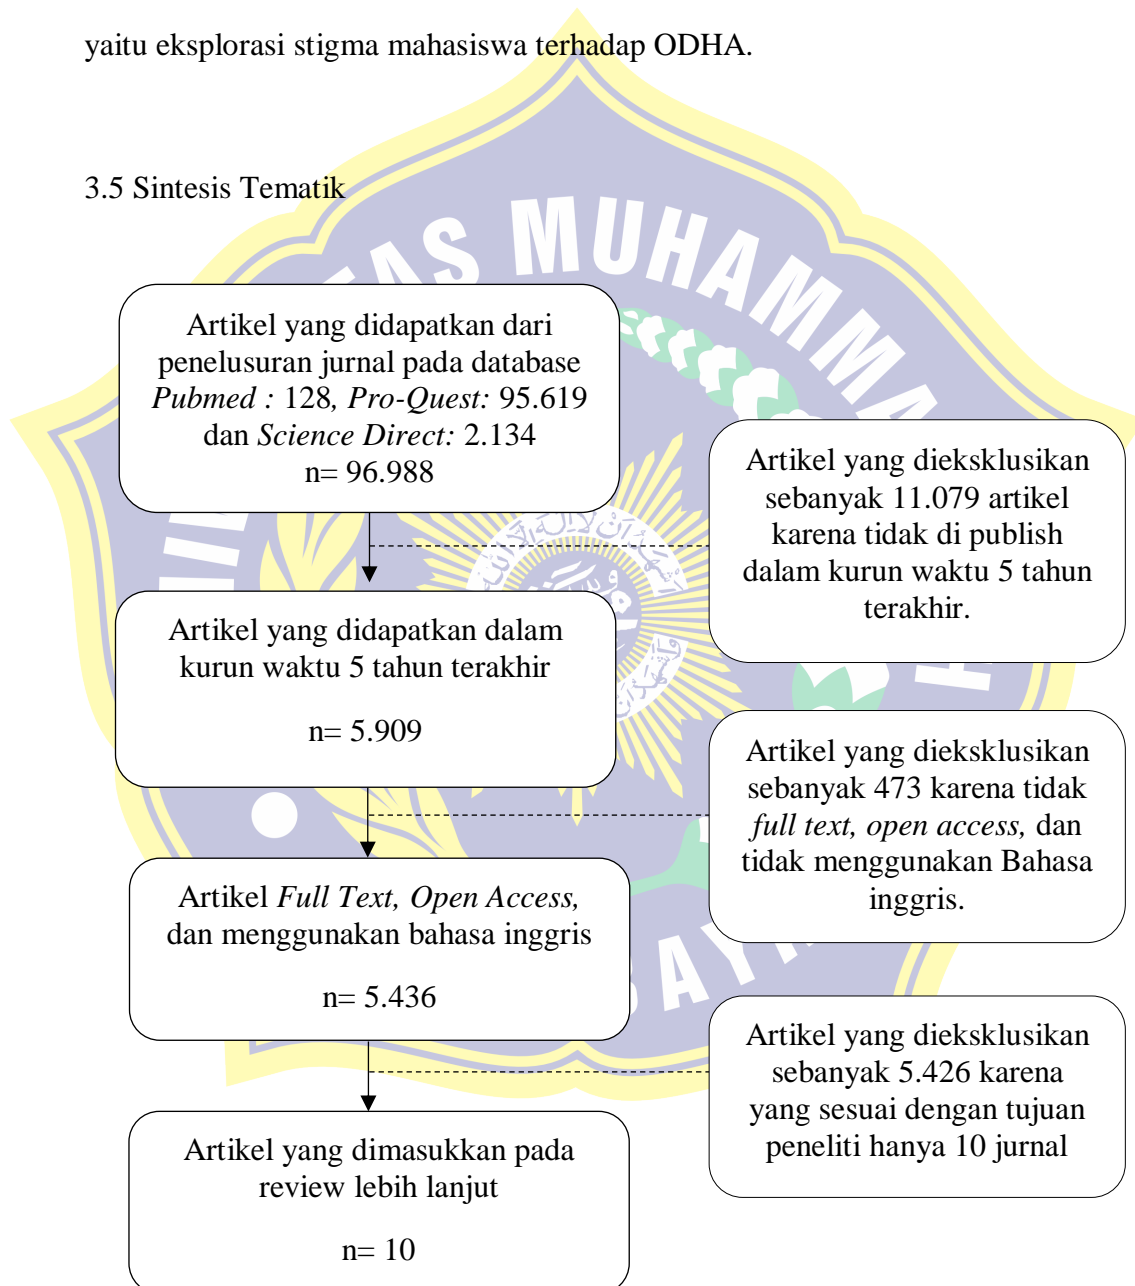 yaitu eksplorasi stigma mahasiswa terhadap ODHA.
3.5 Sintesis Tematik
Artikel yang didapatkan dari
penelusuran jurnal pada database
Pubmed : 128, Pro-Quest: 95.619
dan Science Direct: 2.134
n= 96.988
Artikel yang dieksklusikan
sebanyak 11.079 artikel
karena tidak di publish
dalam kurun waktu 5 tahun
terakhir.
Artikel yang didapatkan dalam
kurun waktu 5 tahun terakhir
n= 5.909
Artikel yang dieksklusikan
sebanyak 473 karena tidak
full text, open access, dan
tidak menggunakan Bahasa
inggris.
Artikel Full Text, Open Access,
dan menggunakan bahasa inggris
n= 5.436
Artikel yang dieksklusikan
sebanyak 5.426 karena
yang sesuai dengan tujuan
peneliti hanya 10 jurnal
Artikel yang dimasukkan pada
review lebih lanjut
n= 10
MUHAMMA